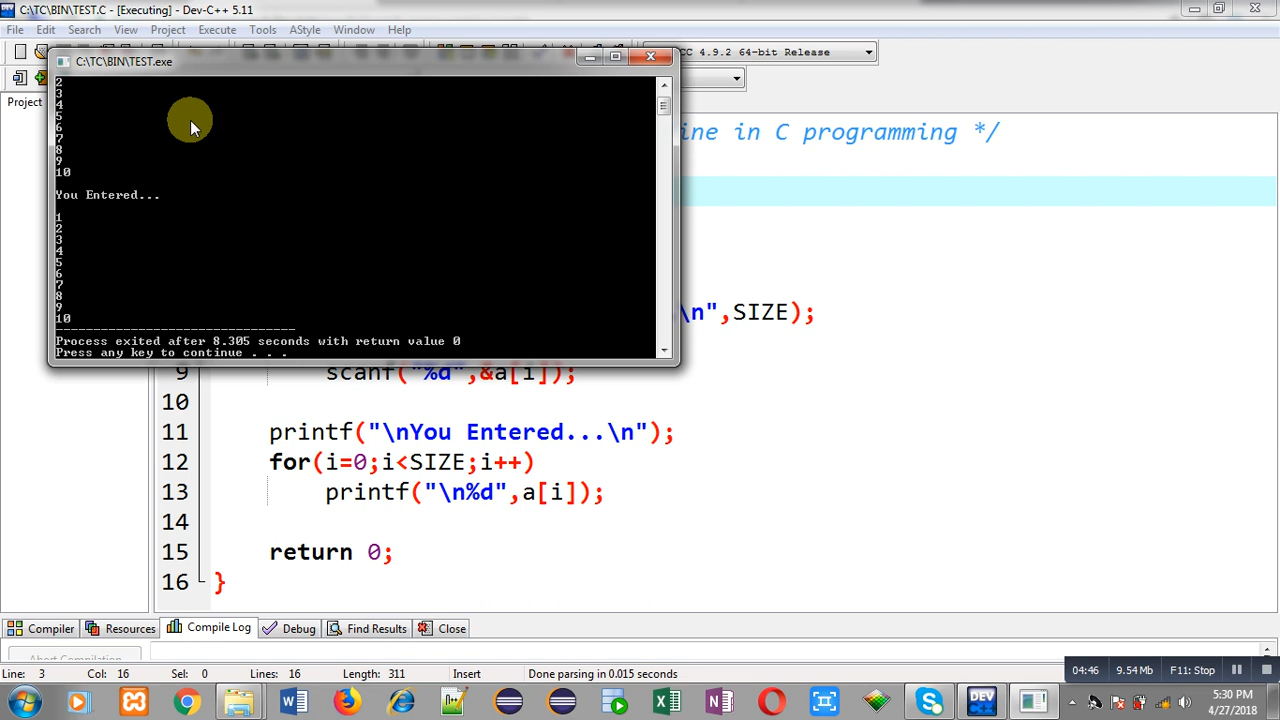 C:\TC\BIN\TEST.C - [Executing] - Dev-C++ 5.11
File Edit Search View Project Execute Tools AStyle Window Help
CC 4.9.2 64-bit Release
C:\TC\BIN\TEST.exe
Project
2
3
4
5
6
7
8
9
10
You Entered...
1
2
3
4
5
6
7
8
9
10
--------------------------------
Process exited after 8.305 seconds with return value 0
Press any key to continue . . .
ine in C programming */
\n",SIZE);
9 scanf("%d",&a[i]);
10
11 printf("\nYou Entered...\n");
12 for(i=0;i<SIZE;i++)
13 printf("\n%d",a[i]);
14
15 return 0;
16 }
Compiler Resources Compile Log Debug Find Results Close
Abort Compilation
Line: 3 Col: 16 Sel: 0 Lines: 16 Length: 311 Insert Done parsing in 0.015 seconds
04:46 9.54 Mb F11: Stop
5:30 PM
4/27/2018